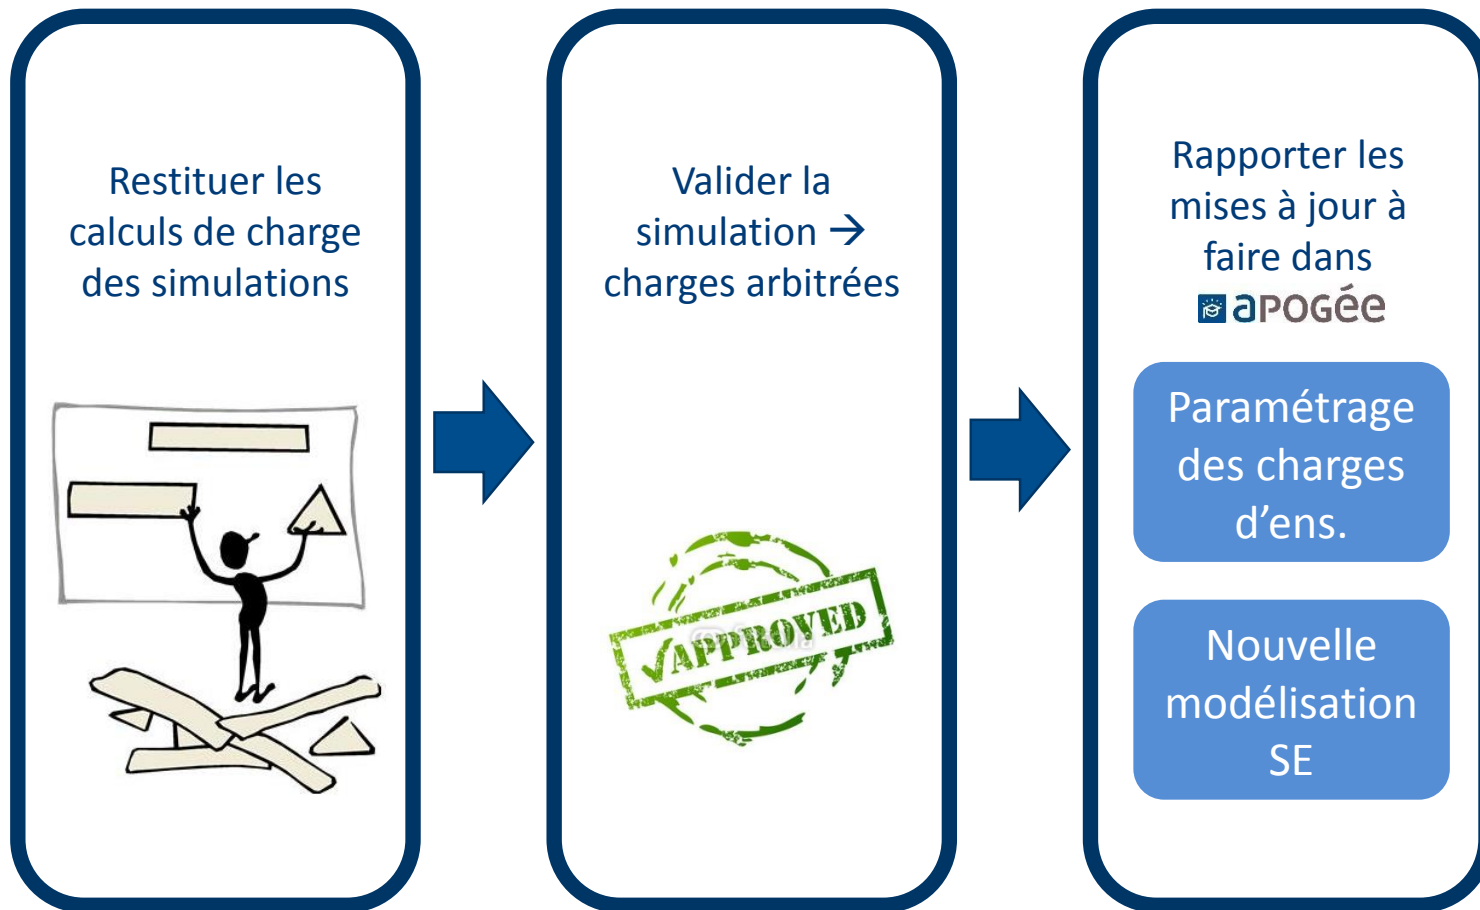 Restituer les
calculs de charge
des simulations
Valider la
simulation →
charges arbitrées
√APPROVED
Rapporter les
mises à jour à
faire dans
aPOGée
Paramétrage
des charges
d’ens.
Nouvelle
modélisation
SE